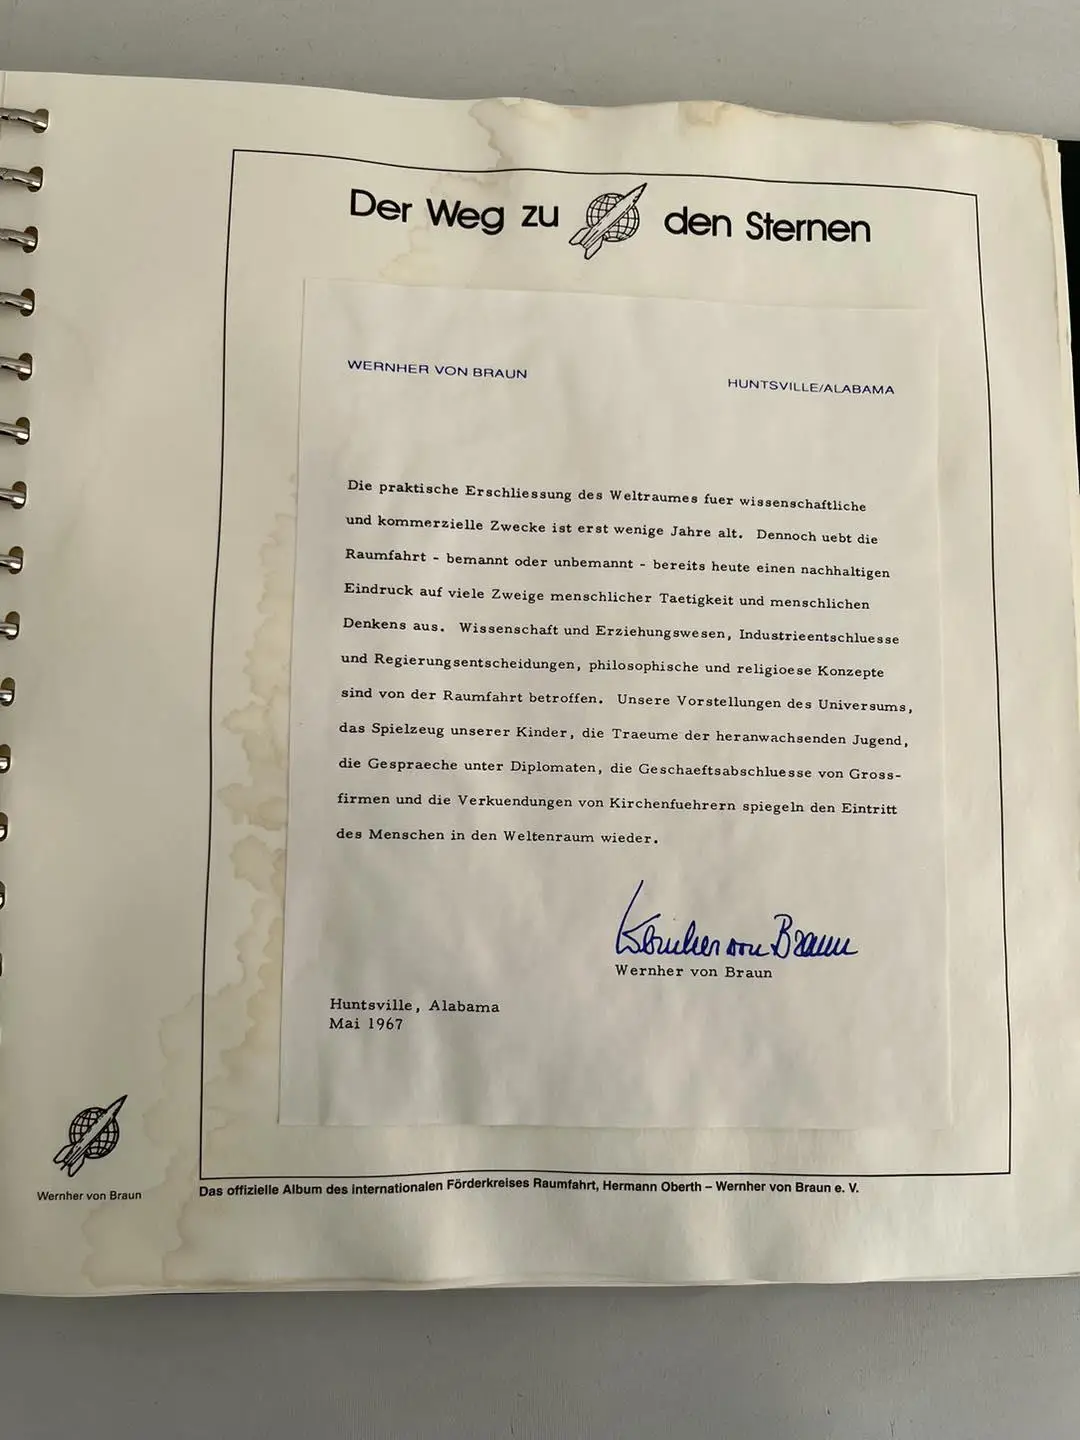 Der Weg zu den Sternen
WERNHER VON BRAUN
HUNTSVILLE/ALABAMA
Die praktische Erschliessung des Weltraumes fuer wissenschaftliche
und kommerzielle Zwecke ist erst wenige Jahre alt. Dennoch uebt die
Raumfahrt - bemannt oder unbemannt - bereits heute einen nachhaltigen
Eindruck auf viele Zweige menschlicher Taetigkeit und menschlichen
Denkens aus. Wissenschaft und Erziehungswesen, Industrieentschluesse
und Regierungsentscheidungen, philosophische und religioese Konzepte
sind von der Raumfahrt betroffen. Unsere Vorstellungen des Universums,
das Spielzeug unserer Kinder, die Traeume der heranwachsenden Jugend,
die Gespraeche unter Diplomaten, die Geschaeftsabschluesse von Gross-
firmen und die Verkuendungen von Kirchenfuehrern spiegeln den Eintritt
des Menschen in den Weltenraum wieder.
Wernher von Braun
Wernher von Braun
Huntsville, Alabama
Mai 1967
Wernher von Braun
Das offizielle Album des internationalen Förderkreises Raumfahrt, Hermann Oberth – Wernher von Braun e. V.